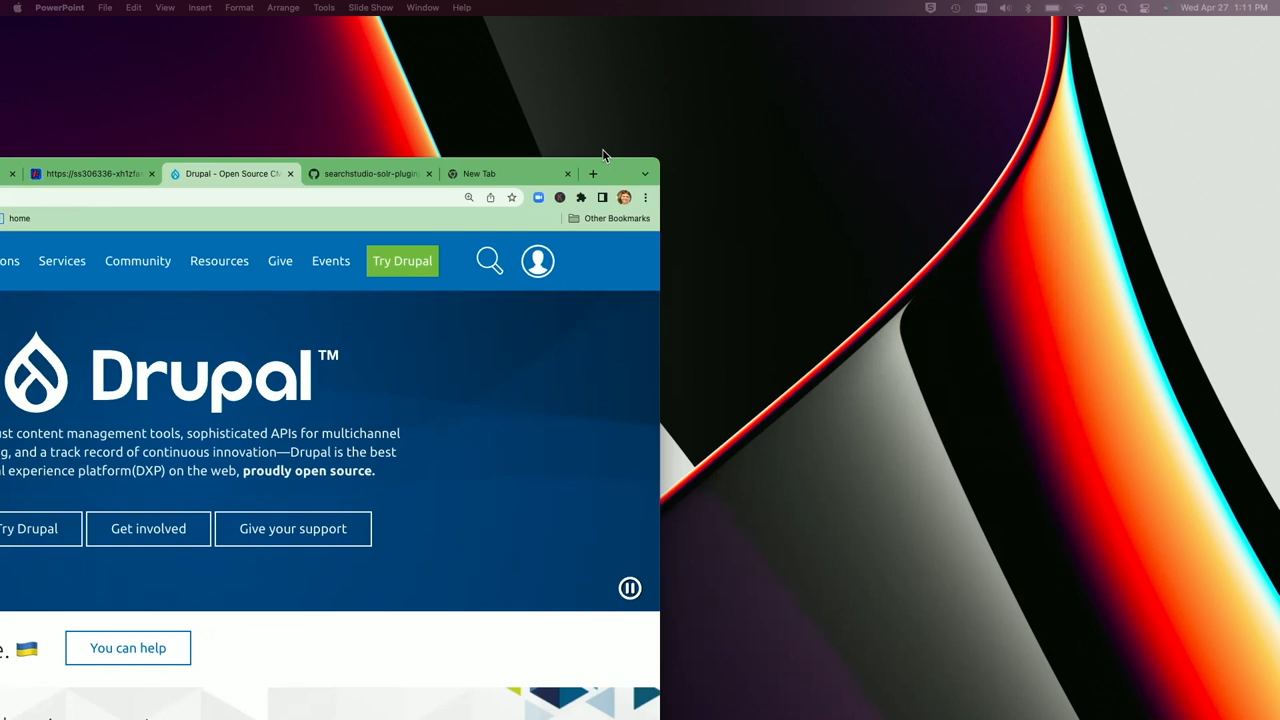 PowerPoint File Edit View Insert Format Arrange Tools Slide Show Window Help Wed Apr 27 1:11 PM
https://ss306336-xh1zfa Drupal - Open Source CM searchstudio-solr-plugin New Tab
home Other Bookmarks
ons Services Community Resources Give Events Try Drupal
Drupal™
ust content management tools, sophisticated APIs for multichannel
g, and a track record of continuous innovation—Drupal is the best
l experience platform(DXP) on the web, proudly open source.
Try Drupal Get involved Give your support
e. You can help